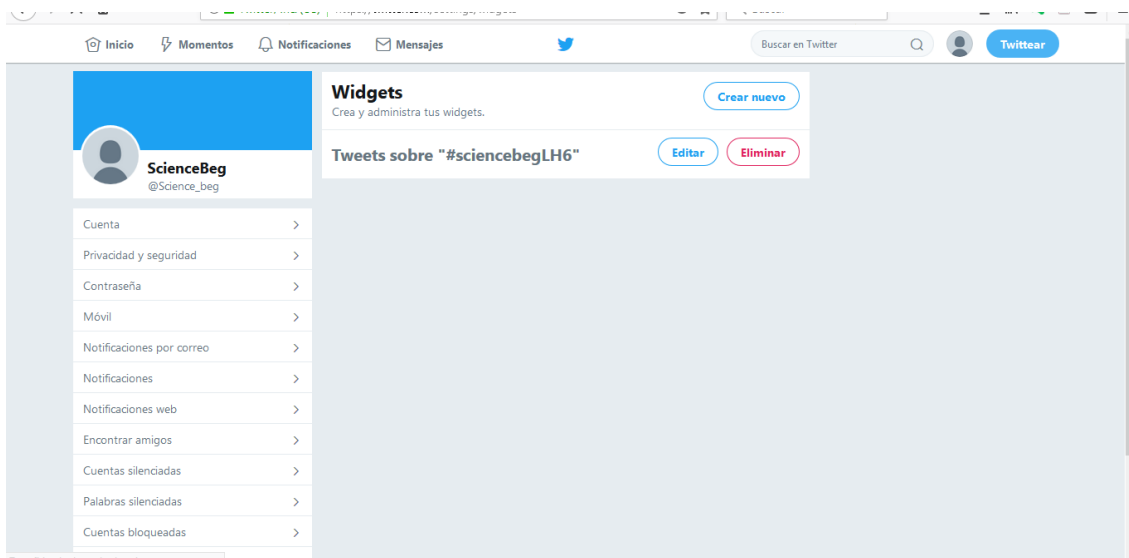 Inicio Momentos Notificaciones Mensajes Buscar en Twitter Twittear
Widgets
Crea y administra tus widgets.
Crear nuevo
Tweets sobre "#sciencebegLH6" Editar Eliminar
ScienceBeg
@Science_beg
Cuenta
Privacidad y seguridad
Contraseña
Móvil
Notificaciones por correo
Notificaciones
Notificaciones web
Encontrar amigos
Cuentas silenciadas
Palabras silenciadas
Cuentas bloqueadas